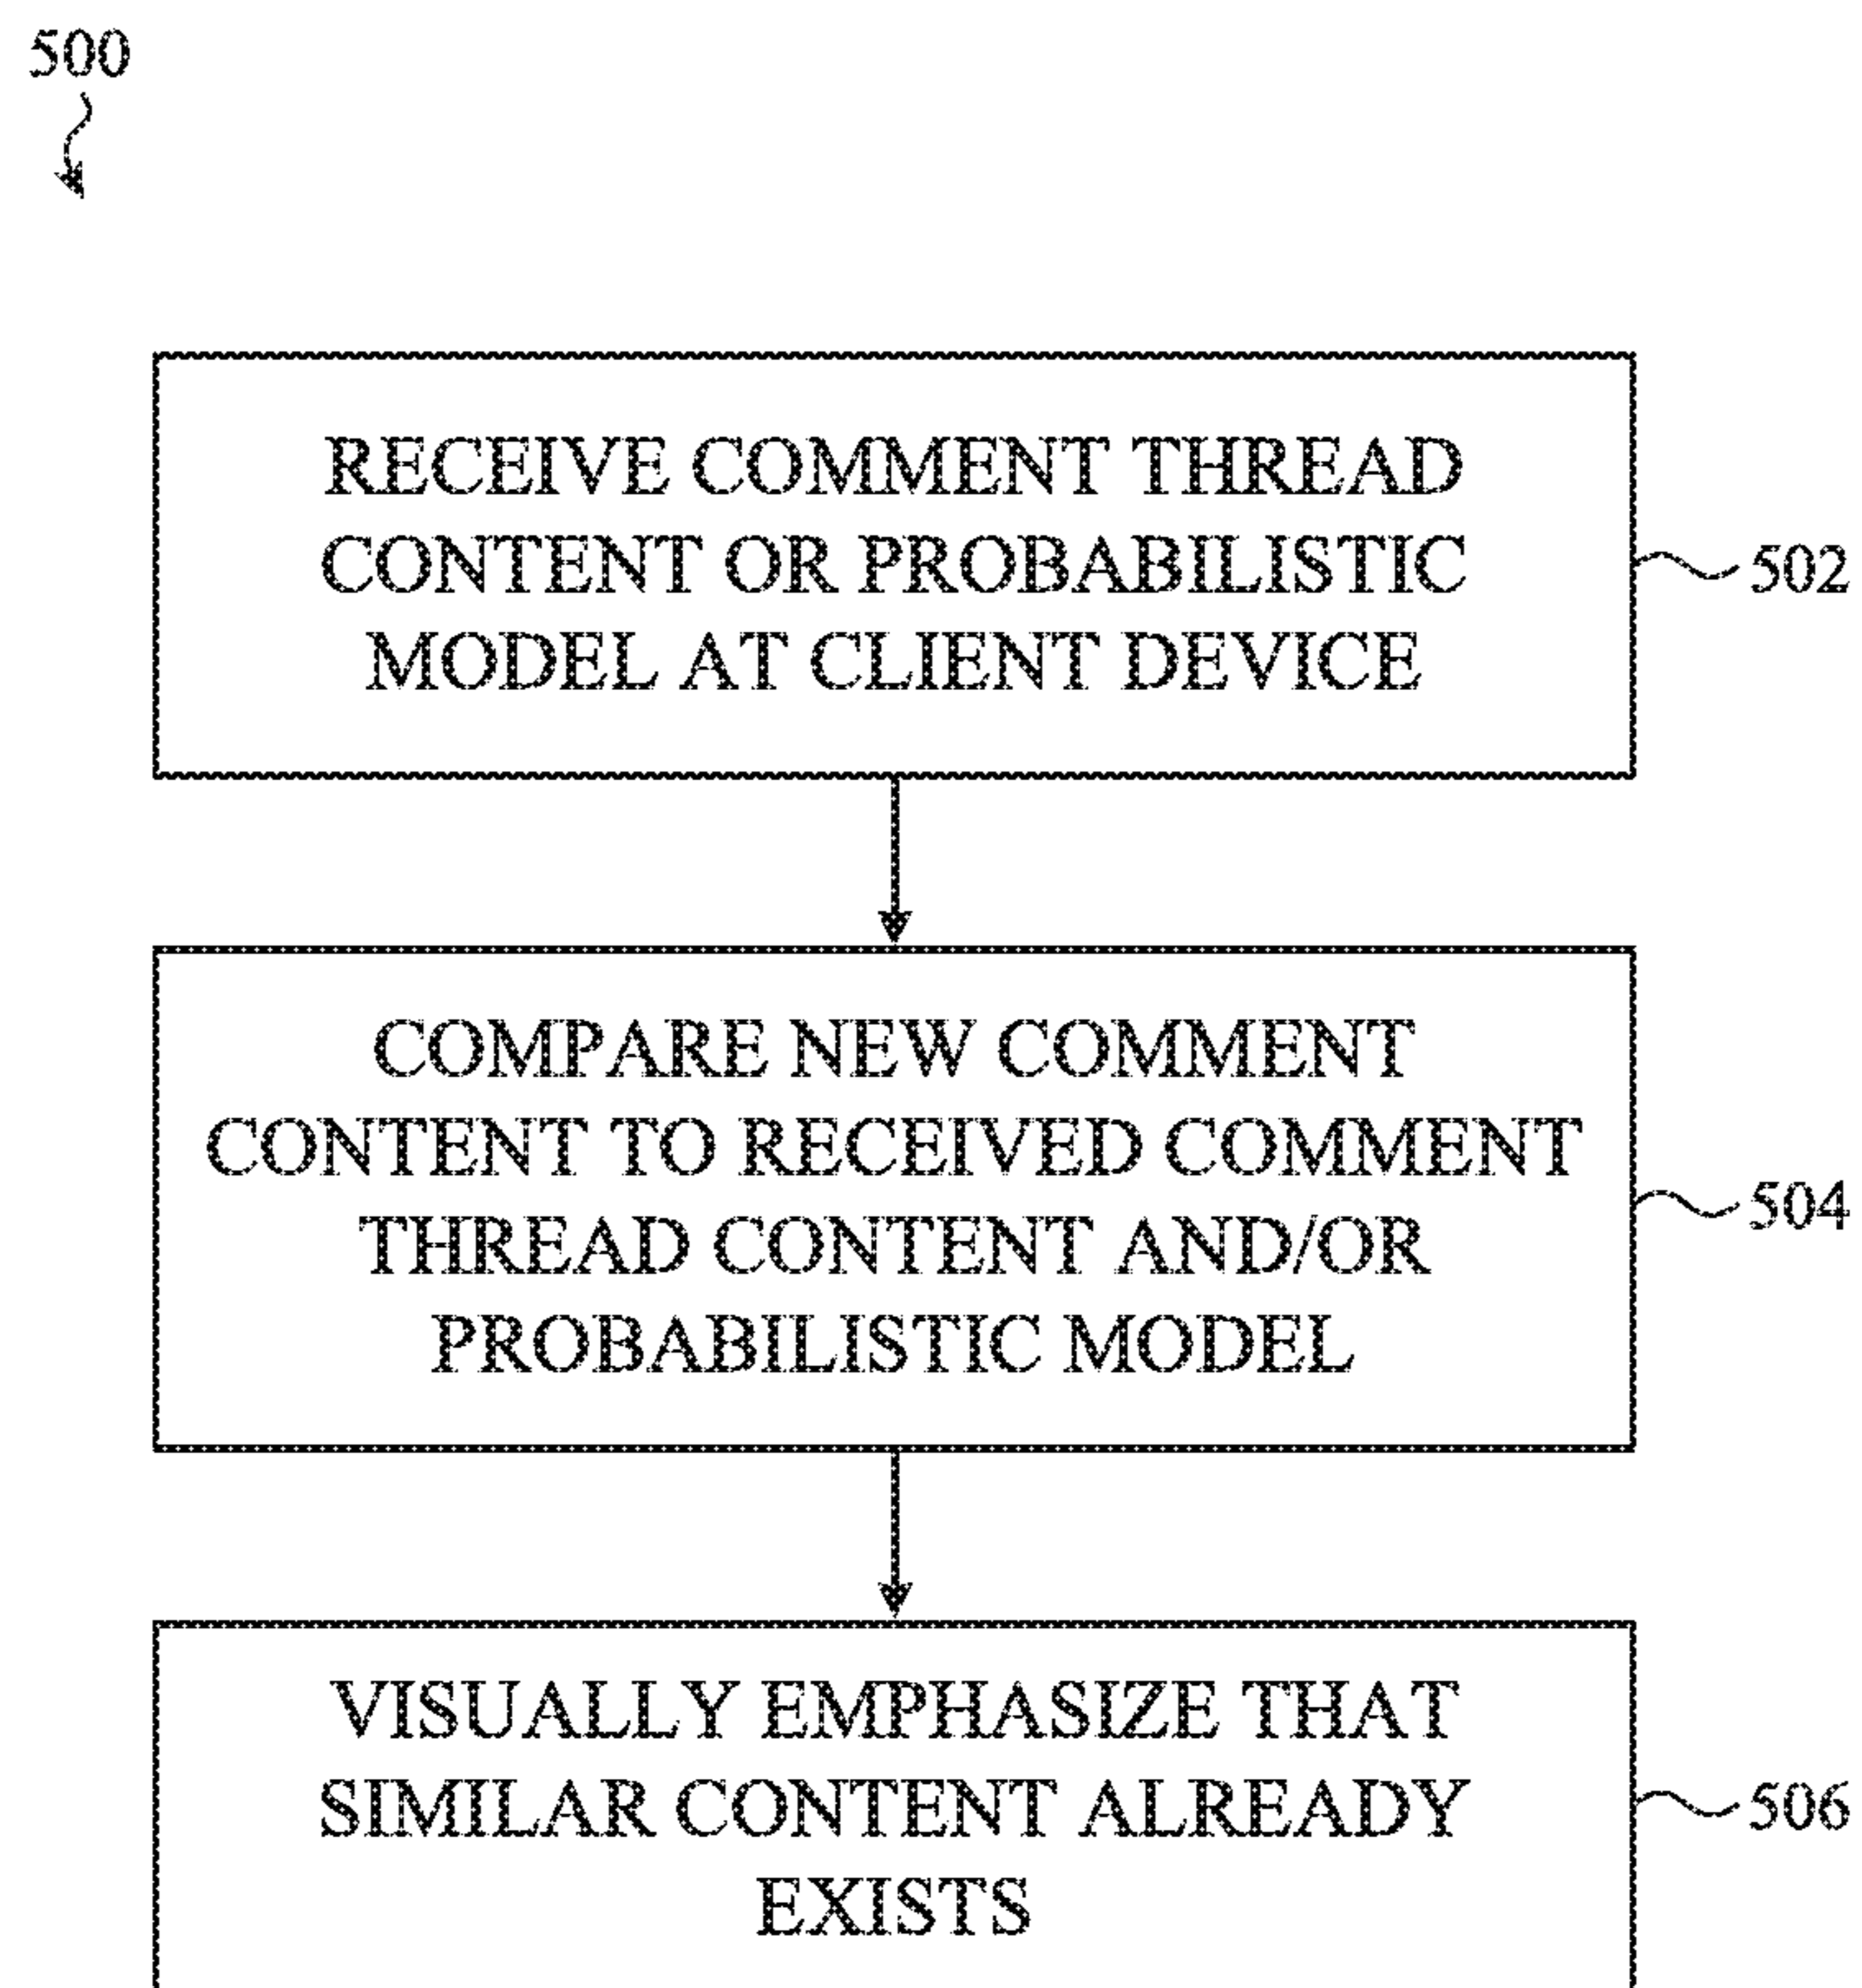 500
RECEIVE COMMENT THREAD
CONTENT OR PROBABILISTIC
MODEL AT CLIENT DEVICE
502
COMPARE NEW COMMENT
CONTENT TO RECEIVED COMMENT
THREAD CONTENT AND/OR
PROBABILISTIC MODEL
504
VISUALLY EMPHASIZE THAT
SIMILAR CONTENT ALREADY
EXISTS
506